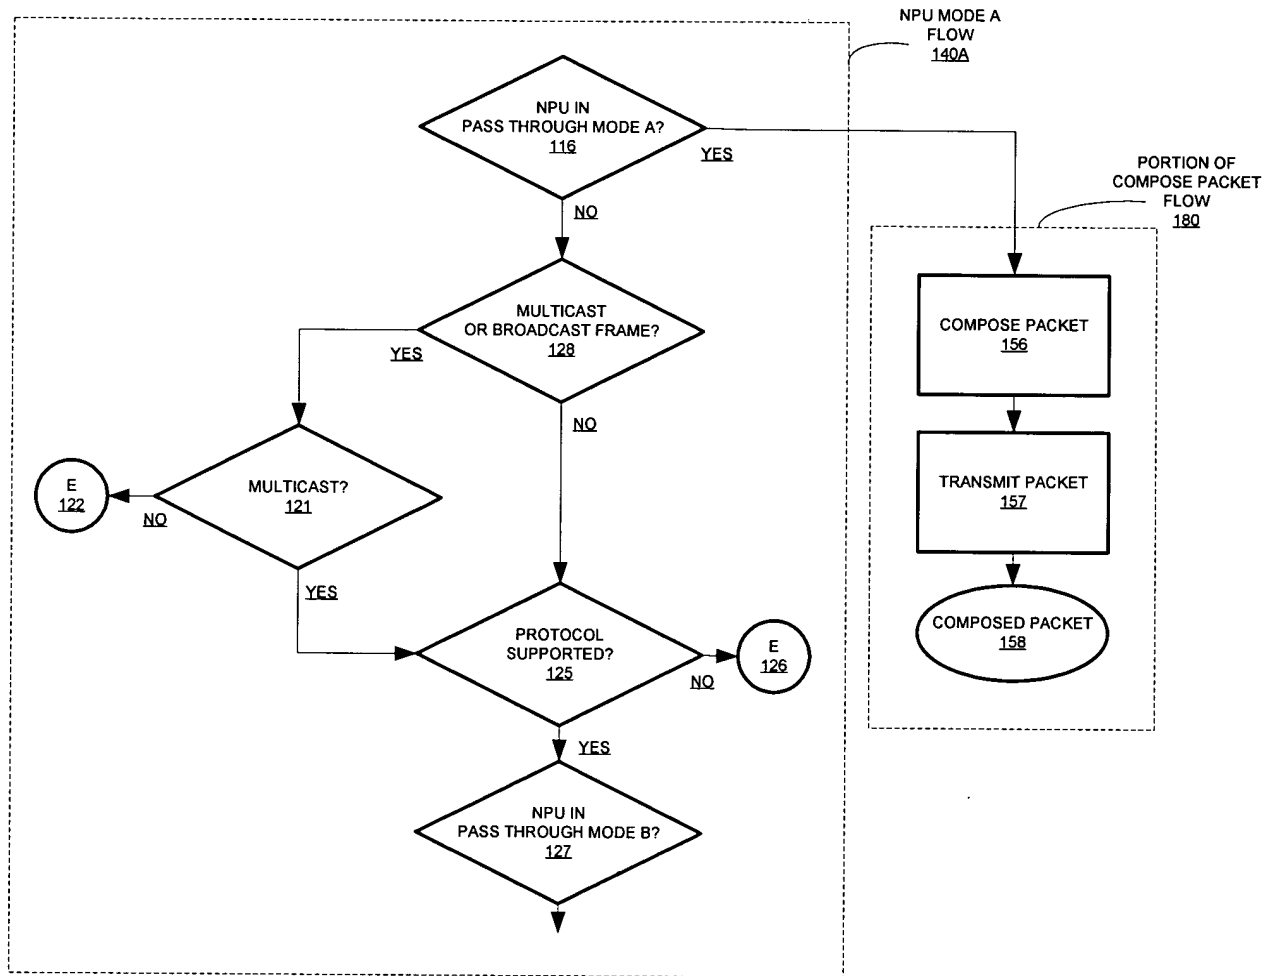 NPU MODE A
FLOW
140A
NPU IN
PASS THROUGH MODE A?
116
YES
NO
PORTION OF
COMPOSE PACKET
FLOW
180
MULTICAST
OR BROADCAST FRAME?
128
YES
NO
COMPOSE PACKET
156
MULTICAST?
121
NO
YES
E
122
TRANSMIT PACKET
157
PROTOCOL
SUPPORTED?
125
NO
YES
E
126
COMPOSED PACKET
158
NPU IN
PASS THROUGH MODE B?
127